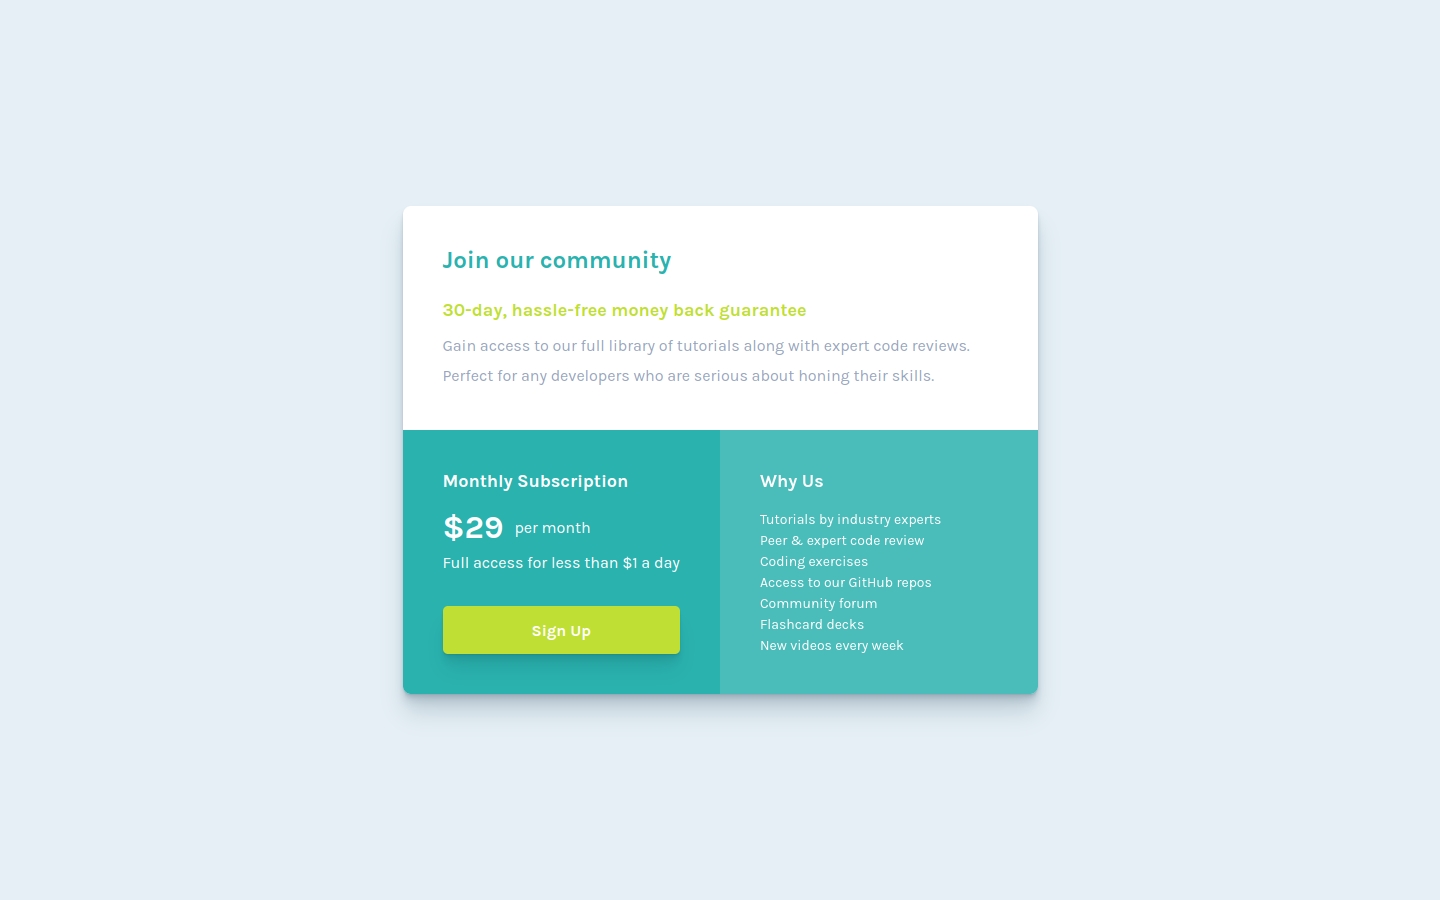 Join our community
30-day, hassle-free money back guarantee
Gain access to our full library of tutorials along with expert code reviews.
Perfect for any developers who are serious about honing their skills.
Monthly Subscription
$29 per month
Full access for less than $1 a day
Sign Up
Why Us
Tutorials by industry experts
Peer & expert code review
Coding exercises
Access to our GitHub repos
Community forum
Flashcard decks
New videos every week